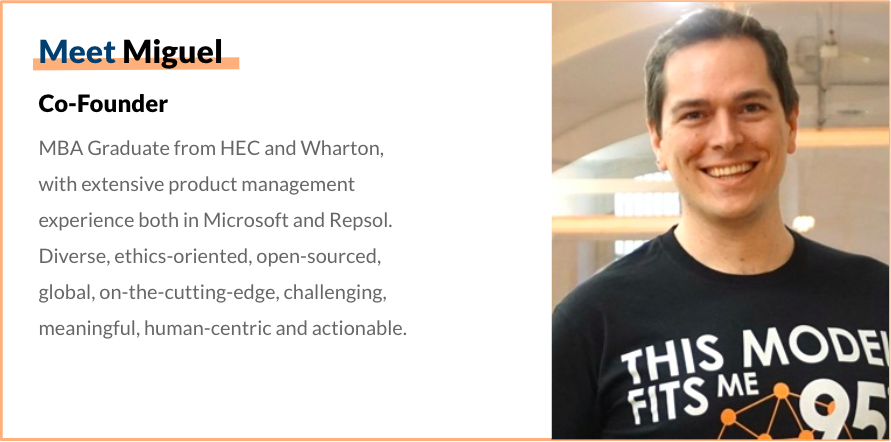 Meet Miguel
Co-Founder
MBA Graduate from HEC and Wharton,
with extensive product management
experience both in Microsoft and Repsol.
Diverse, ethics-oriented, open-sourced,
global, on-the-cutting-edge, challenging,
meaningful, human-centric and actionable.
THIS MODEL
FITS ME
95